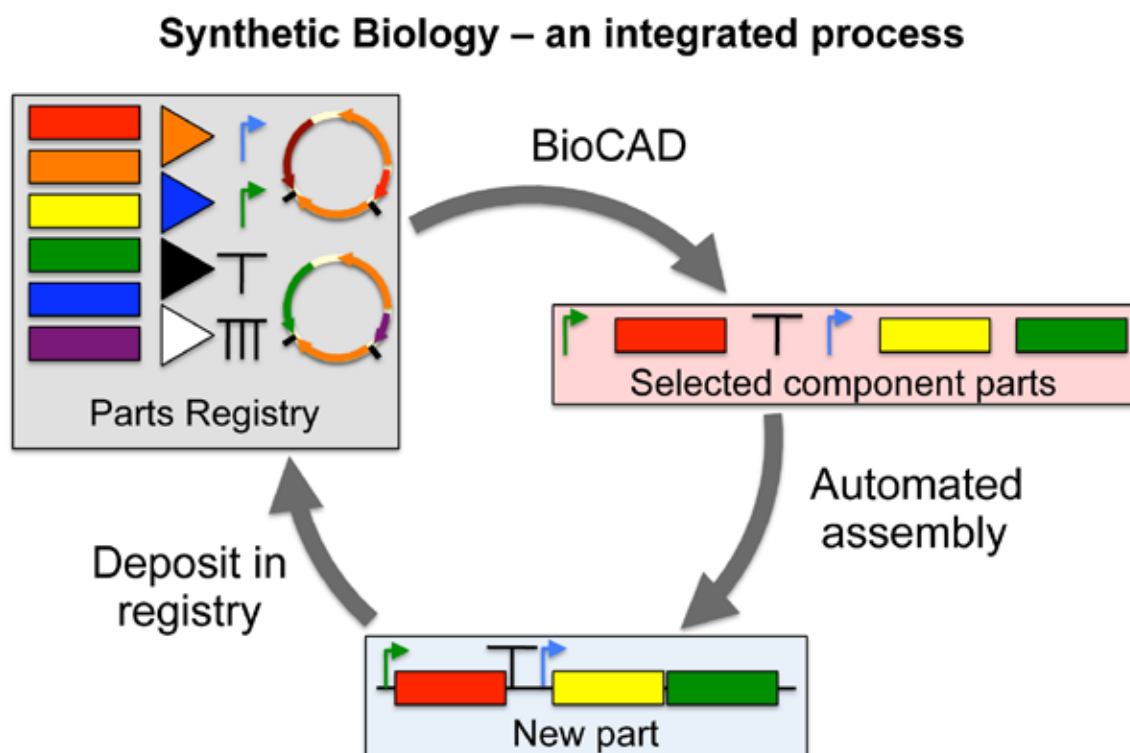 Synthetic Biology – an integrated process
BioCAD
Parts Registry
Selected component parts
Automated
assembly
Deposit in
registry
New part